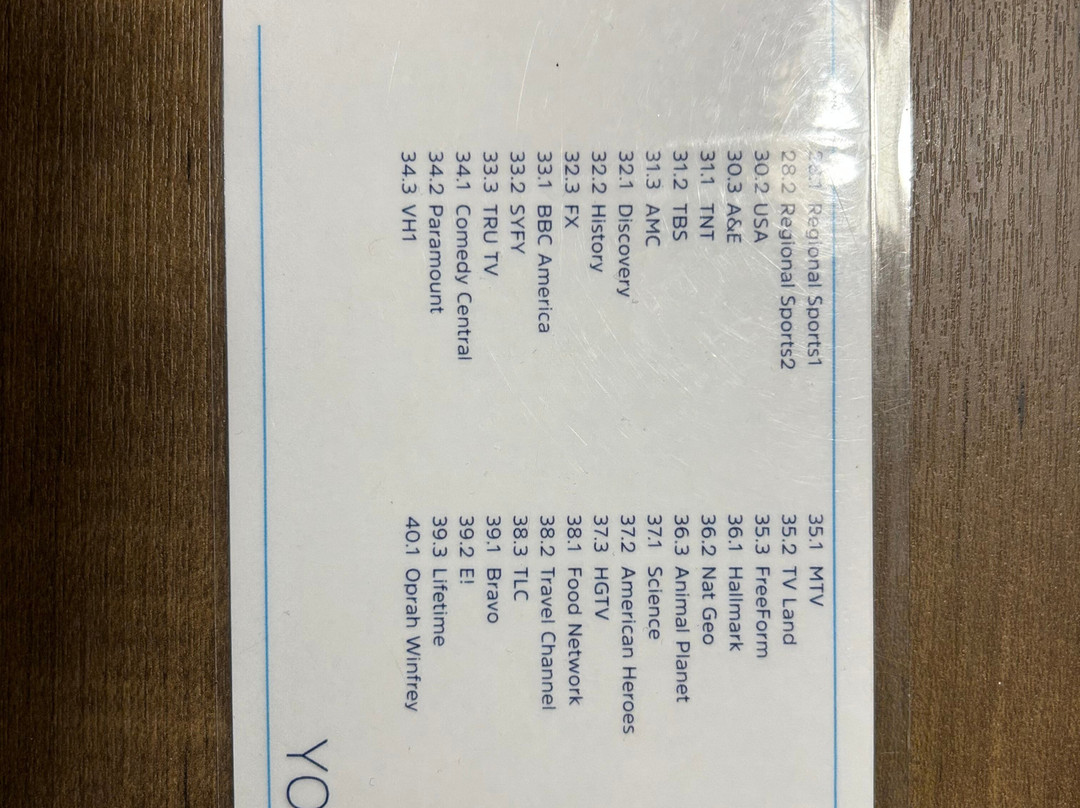 28.1 Regional Sports1
28.2 Regional Sports2
30.2 USA
30.3 A&E
31.1 TNT
31.2 TBS
31.3 AMC
32.1 Discovery
32.2 History
32.3 FX
33.1 BBC America
33.2 SYFY
33.3 TRU TV
34.1 Comedy Central
34.2 Paramount
34.3 VH1
35.1 MTV
35.2 TV Land
35.3 FreeForm
36.1 Hallmark
36.2 Nat Geo
36.3 Animal Planet
37.1 Science
37.2 American Heroes
37.3 HGTV
38.1 Food Network
38.2 Travel Channel
38.3 TLC
39.1 Bravo
39.2 E!
39.3 Lifetime
40.1 Oprah Winfrey
YO